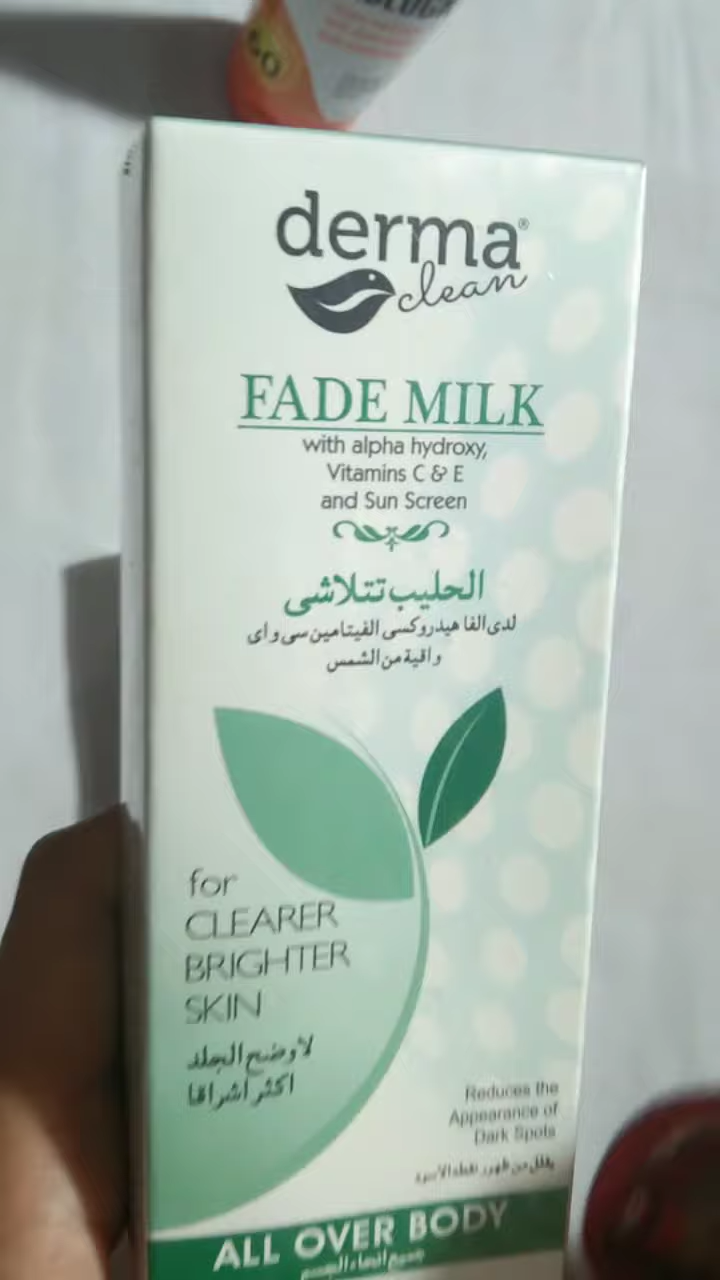 GO
derma®
clean
FADE MILK
with alpha hydroxy,
Vitamins C & E
and Sun Screen
الحليب تتلاشى
لدى الفا هيدروكسى الفيتامين سى و اى
واقية من الشمس
for
CLEARER
BRIGHTER
SKIN
لاوضح الجلد
اكثر اشراقا
Reduces the
Appearance of
Dark Spots
ALL OVER BODY